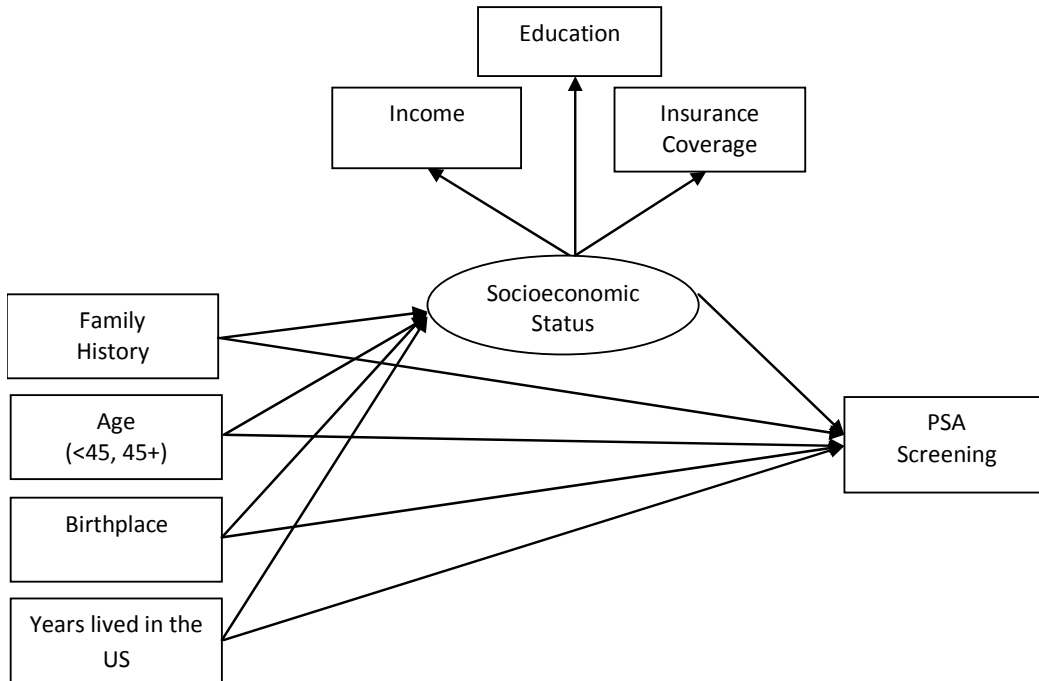 Education
Income
Insurance
Coverage
Socioeconomic
Status
Family
History
Age
(<45, 45+)
PSA
Screening
Birthplace
Years lived in the
US